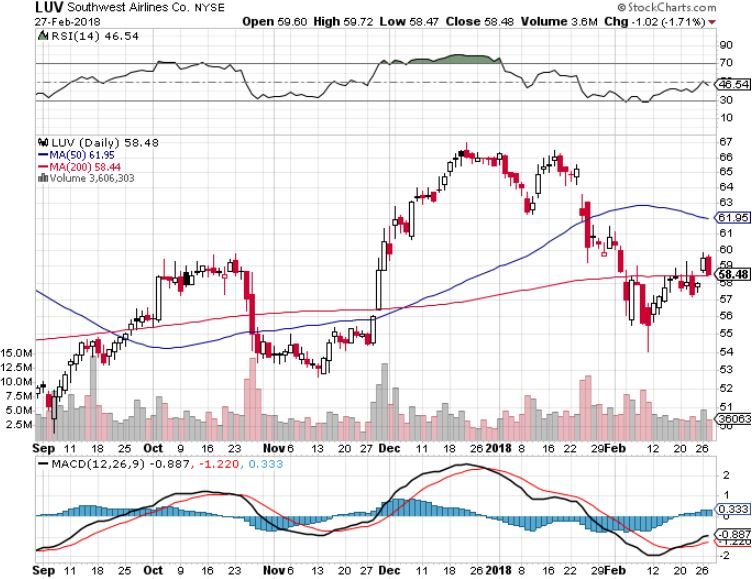 LUV Southwest Airlines Co. NYSE © StockCharts.com
27-Feb-2018 Open 59.60 High 59.72 Low 58.47 Close 58.48 Volume 3.6M Chg -1.02 (-1.71%)
RSI(14) 46.54
90
70
50
46.54
30
10
LUV (Daily) 58.48
MA(50) 61.95
MA(200) 58.44
Volume 3,606,303
67
66
65
64
63
61.95
61
60
59
58.48
57
56
55
54
53
52
51
15.0M
12.5M
10.0M
7.5M
5.0M
2.5M
36063
Sep 11 18 25 Oct 9 16 23 Nov 6 13 20 27 Dec 11 18 2018 8 16 22 29 Feb 12 20 26
MACD(12,26,9) -0.887, -1.220, 0.333
2
1
0.333
0
-0.887
-1.220
-2
Sep 11 18 25 Oct 9 16 23 Nov 6 13 20 27 Dec 11 18 2018 8 16 22 29 Feb 12 20 26